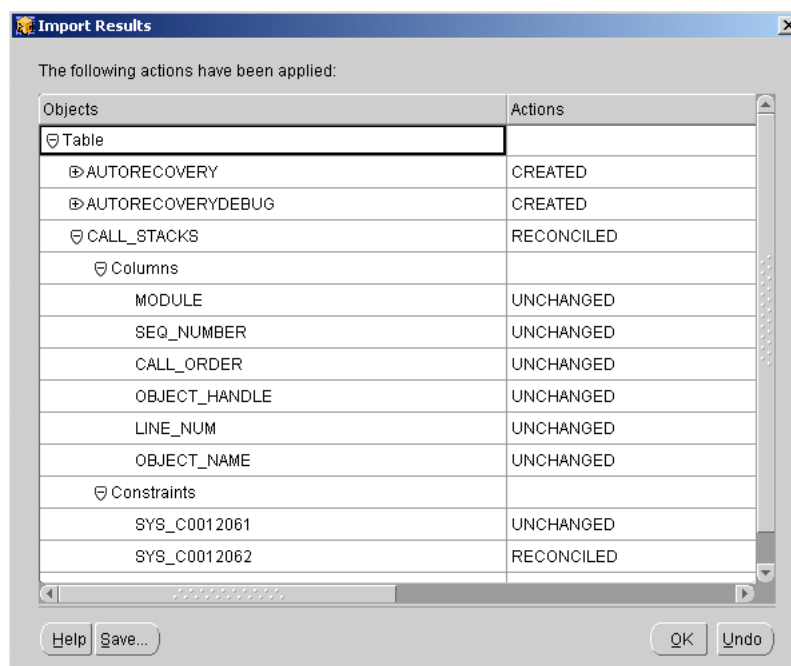 Import Results
The following actions have been applied:
Objects Actions
Table
AUTORECOVERY CREATED
AUTORECOVERYDEBUG CREATED
CALL_STACKS RECONCILED
Columns
MODULE UNCHANGED
SEQ_NUMBER UNCHANGED
CALL_ORDER UNCHANGED
OBJECT_HANDLE UNCHANGED
LINE_NUM UNCHANGED
OBJECT_NAME UNCHANGED
Constraints
SYS_C0012061 UNCHANGED
SYS_C0012062 RECONCILED
Help Save... OK Undo